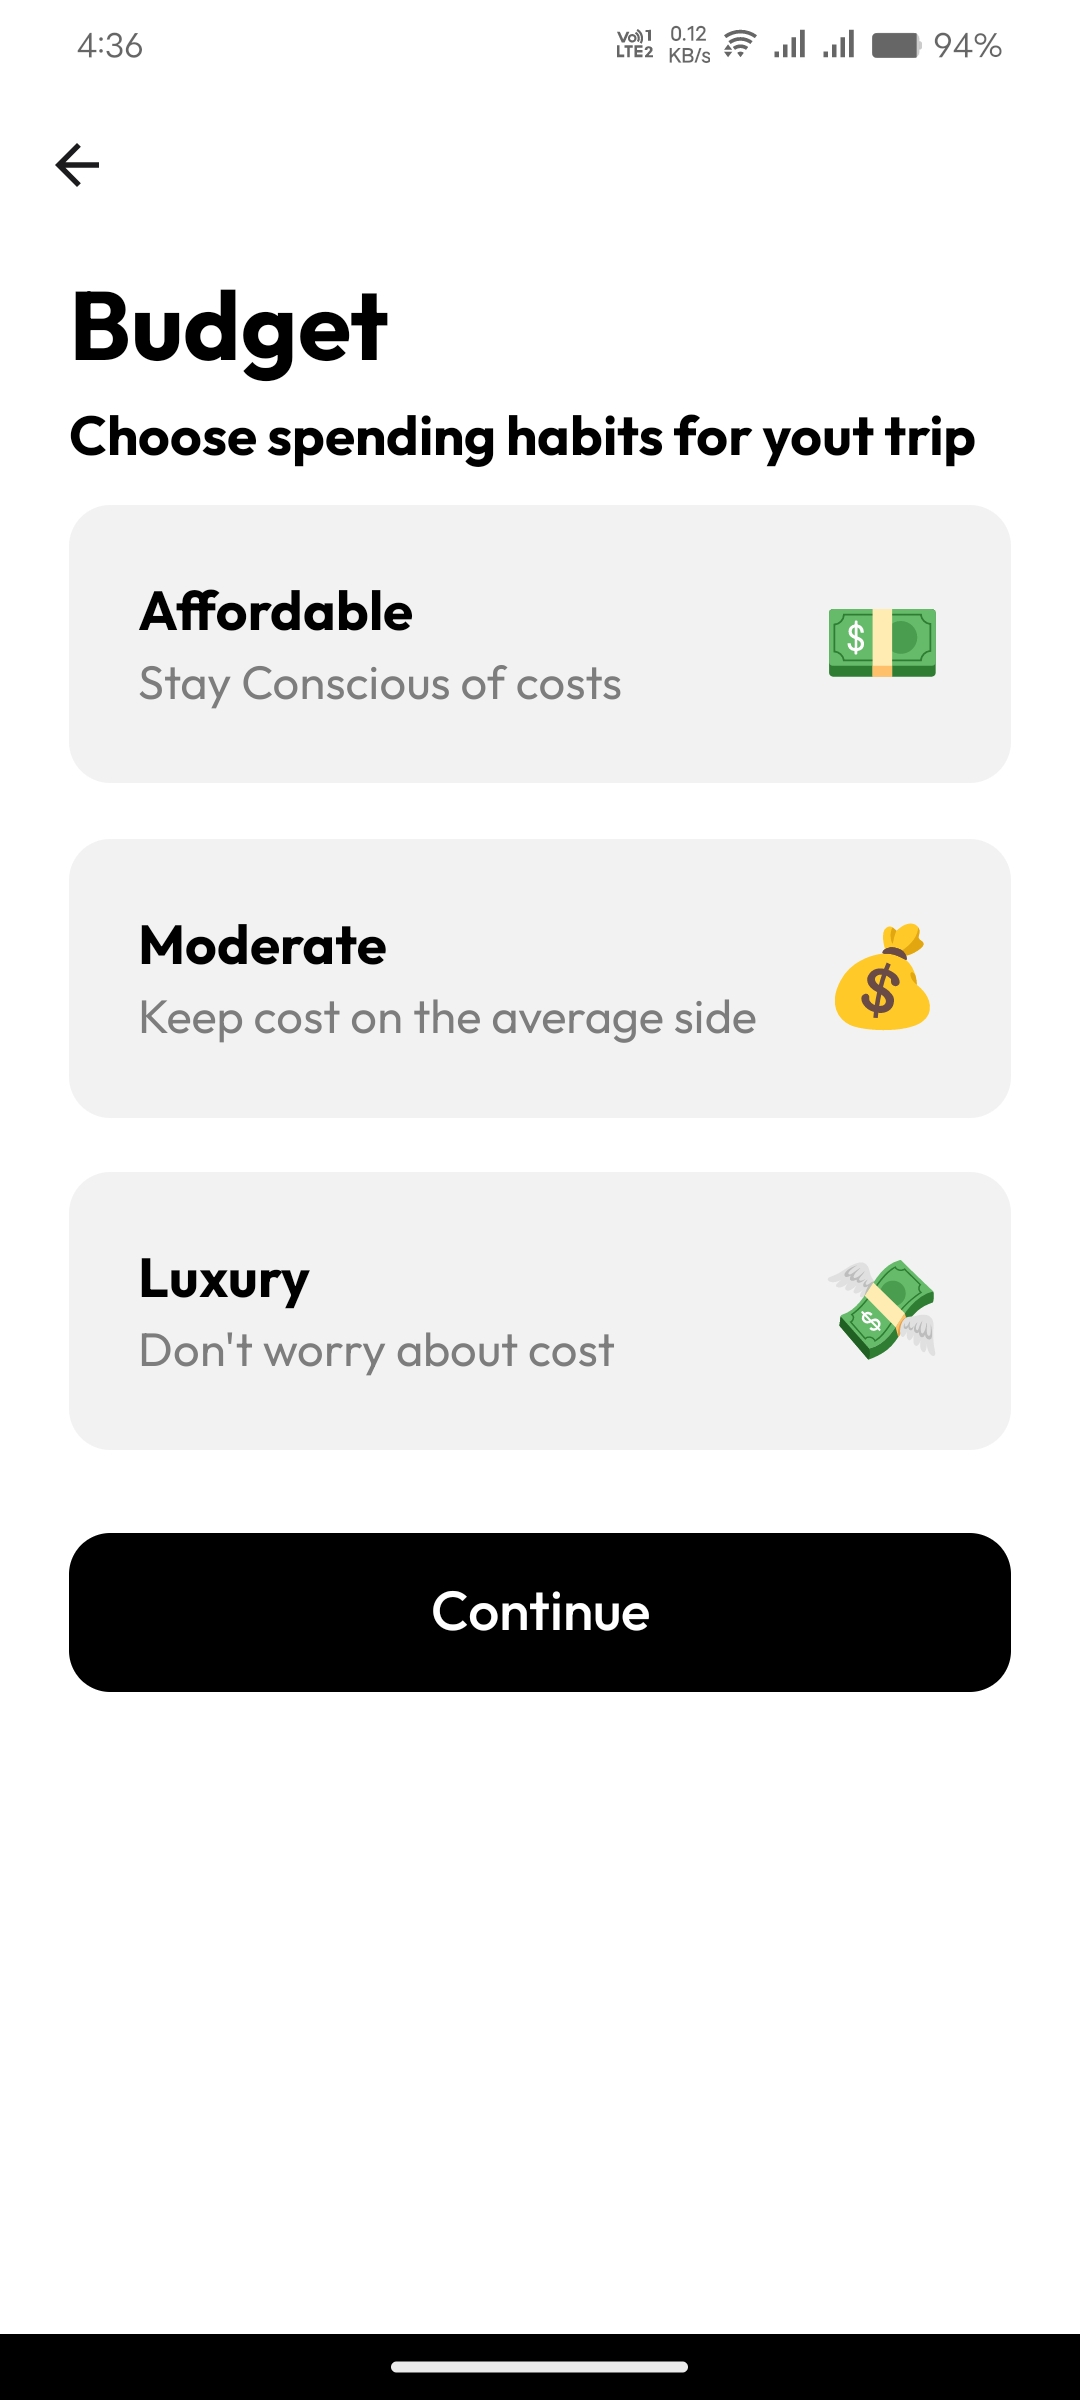 4:36
Vo)) 1
LTE2
0.12
KB/s
94%
Budget
Choose spending habits for yout trip
Affordable
Stay Conscious of costs
$
Moderate
Keep cost on the average side
$
Luxury
Don't worry about cost
$
Continue